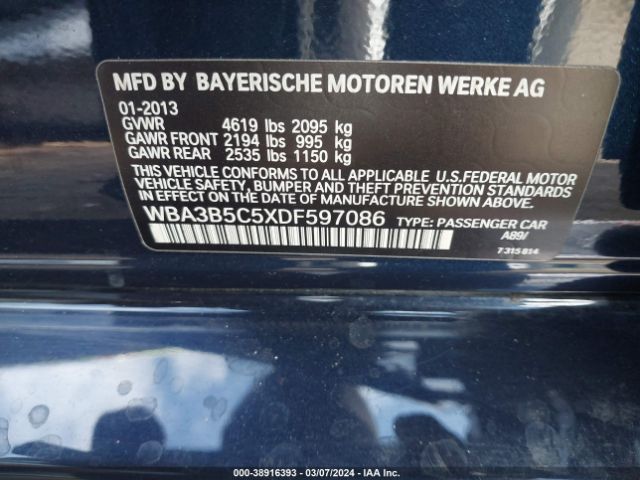 MFD BY BAYERISCHE MOTOREN WERKE AG
01-2013
GVWR 4619 lbs 2095 kg
GAWR FRONT 2194 lbs 995 kg
GAWR REAR 2535 lbs 1150 kg
THIS VEHICLE CONFORMS TO ALL APPLICABLE U.S.FEDERAL MOTOR
VEHICLE SAFETY, BUMPER AND THEFT PREVENTION STANDARDS
IN EFFECT ON THE DATE OF MANUFACTURE SHOWN ABOVE.
WBA3B5C5XDF597086 TYPE: PASSENGER CAR
A89/
7 315 814
000-38916393 - 03/07/2024 - IAA Inc.